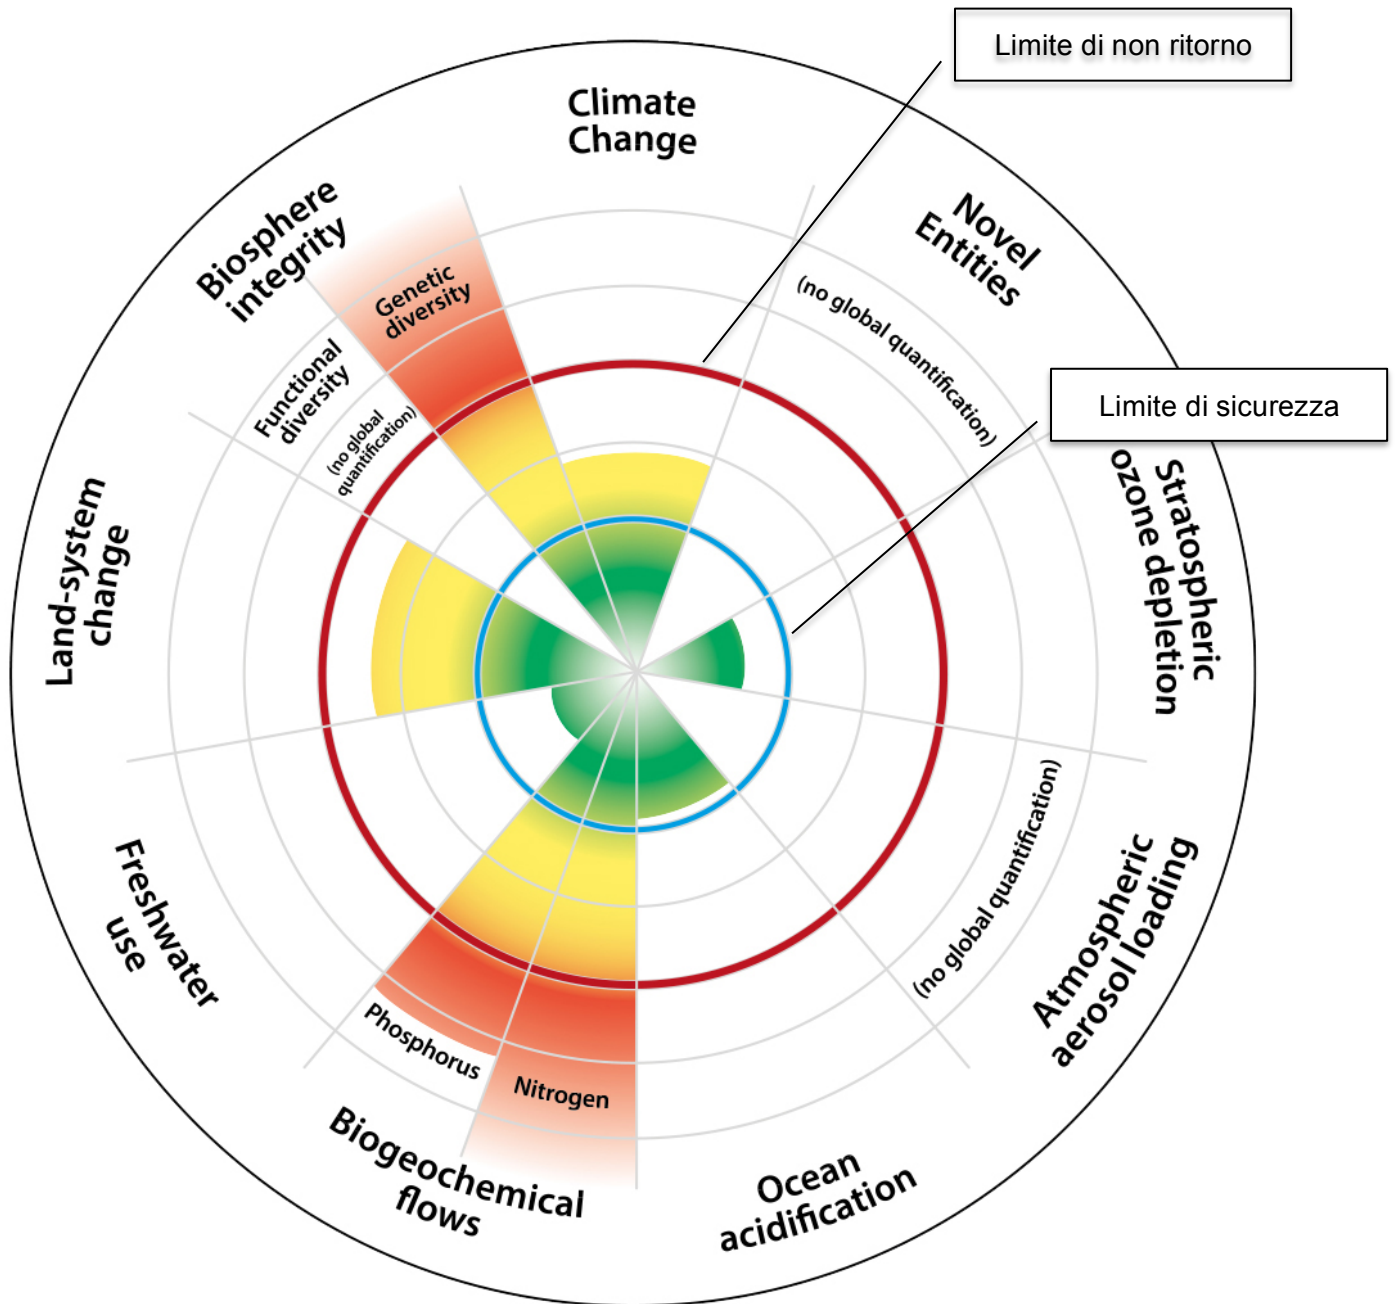 Limite di non ritorno
Climate
Change
Novel
Entities
(no global quantification)
Biosphere
integrity
Genetic
diversity
Functional
diversity
(no global
quantification)
Limite di sicurezza
Stratospheric
ozone depletion
Land-system
change
Freshwater
use
(no global quantification)
Atmospheric
aerosol loading
Phosphorus
Nitrogen
Biogeochemical
flows
Ocean
acidification